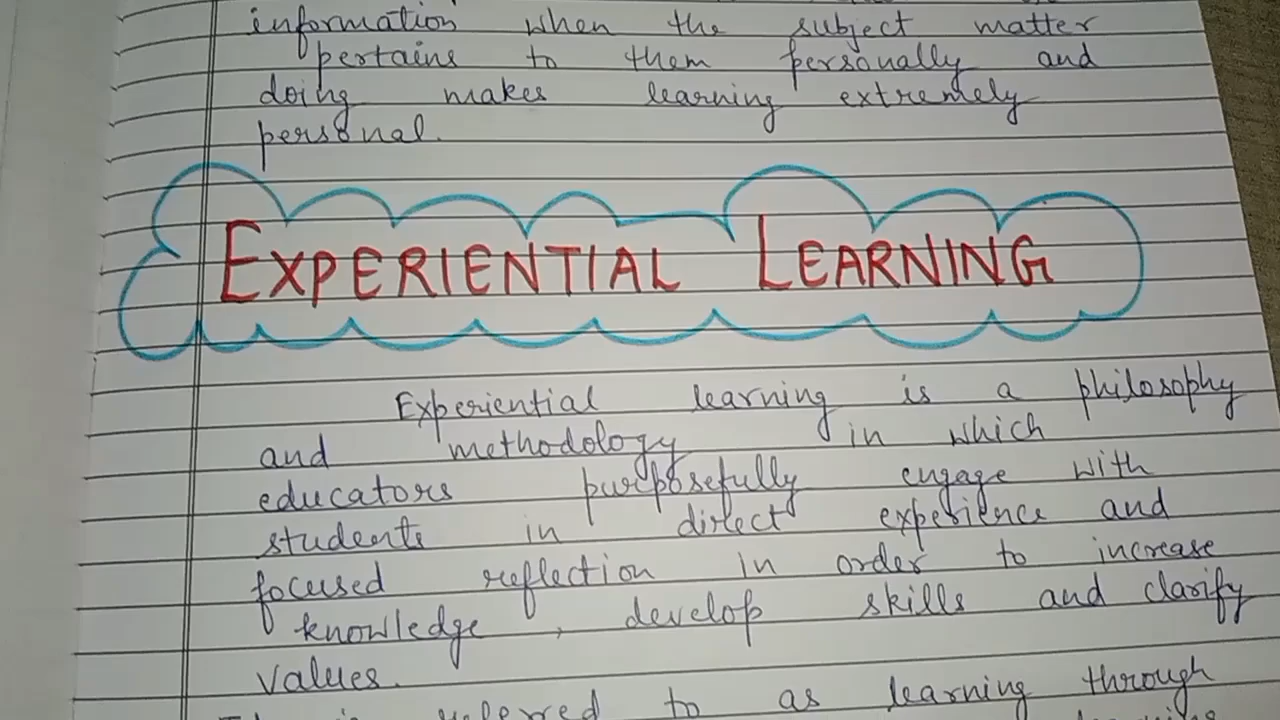 information when the subject matter
pertains to them personally and
doing makes learning extremely
personal.
EXPERIENTIAL LEARNING
Experiential learning is a philosophy
and methodology in which
educators purposefully engage with
students in direct experience and
focused reflection in order to increase
knowledge, develop skills and clarify
values.
referred to as learning through